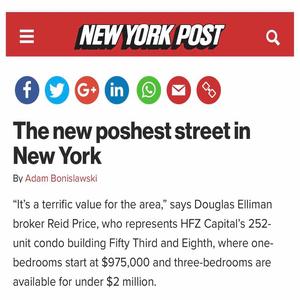 NEW YORK POST
The new poshest street in
New York
By Adam Bonislawski
“It’s a terrific value for the area,” says Douglas Elliman
broker Reid Price, who represents HFZ Capital’s 252-
unit condo building Fifty Third and Eighth, where one-
bedrooms start at $975,000 and three-bedrooms are
available for under $2 million.